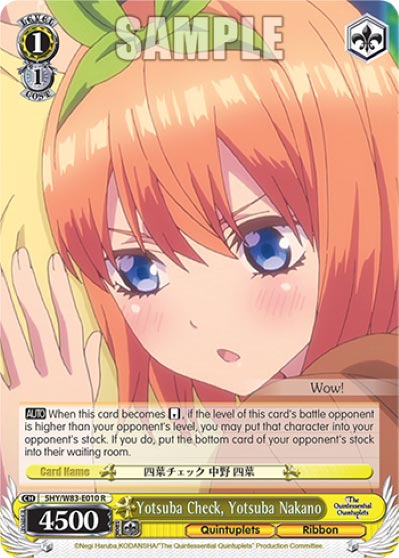 SAMPLE
LEVEL
1
1
COST
Wow!
AUTO When this card becomes [.], if the level of this card's battle opponent
is higher than your opponent's level, you may put that character into your
opponent's stock. If you do, put the bottom card of your opponent's stock
into their waiting room.
Card Name 四葉チェック 中野 四葉
CH 5HY/W83-E010 R
4500
Yotsuba Check, Yotsuba Nakano
The
Quintessential
Quintuplets
Quintuplets Ribbon
©Negi Haruba,KODANSHA/"The Quintessential Quintuplets" Production Committee